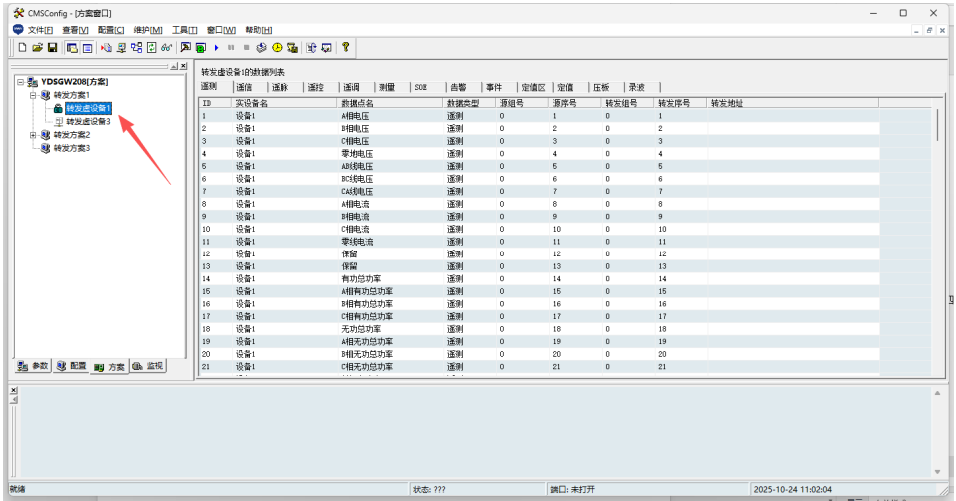 CMSConfig - [方案窗口]
文件[F] 查看[V] 配置[C] 维护[M] 工具[T] 窗口[W] 帮助[H]
YDSGW208[方案]
转发方案1
转发虚设备1
转发虚设备3
转发方案2
转发方案3
参数 配置 方案 监视
转发虚设备1的数据列表
遥测 遥信 遥脉 遥控 遥调 测量 SOE 告警 事件 定值区 定值 压板 录波
ID 实设备名 数据点名 数据类型 源组号 源序号 转发组号 转发序号 转发地址
1 设备1 A相电压 遥测 0 1 0 1
2 设备1 B相电压 遥测 0 2 0 2
3 设备1 C相电压 遥测 0 3 0 3
4 设备1 零地电压 遥测 0 4 0 4
5 设备1 AB线电压 遥测 0 5 0 5
6 设备1 BC线电压 遥测 0 6 0 6
7 设备1 CA线电压 遥测 0 7 0 7
8 设备1 A相电流 遥测 0 8 0 8
9 设备1 B相电流 遥测 0 9 0 9
10 设备1 C相电流 遥测 0 10 0 10
11 设备1 零线电流 遥测 0 11 0 11
12 设备1 保留 遥测 0 12 0 12
13 设备1 保留 遥测 0 13 0 13
14 设备1 有功总功率 遥测 0 14 0 14
15 设备1 A相有功总功率 遥测 0 15 0 15
16 设备1 B相有功总功率 遥测 0 16 0 16
17 设备1 C相有功总功率 遥测 0 17 0 17
18 设备1 无功总功率 遥测 0 18 0 18
19 设备1 A相无功总功率 遥测 0 19 0 19
20 设备1 B相无功总功率 遥测 0 20 0 20
21 设备1 C相无功总功率 遥测 0 21 0 21
就绪 状态: ??? 端口: 未打开 2025-10-24 11:02:04